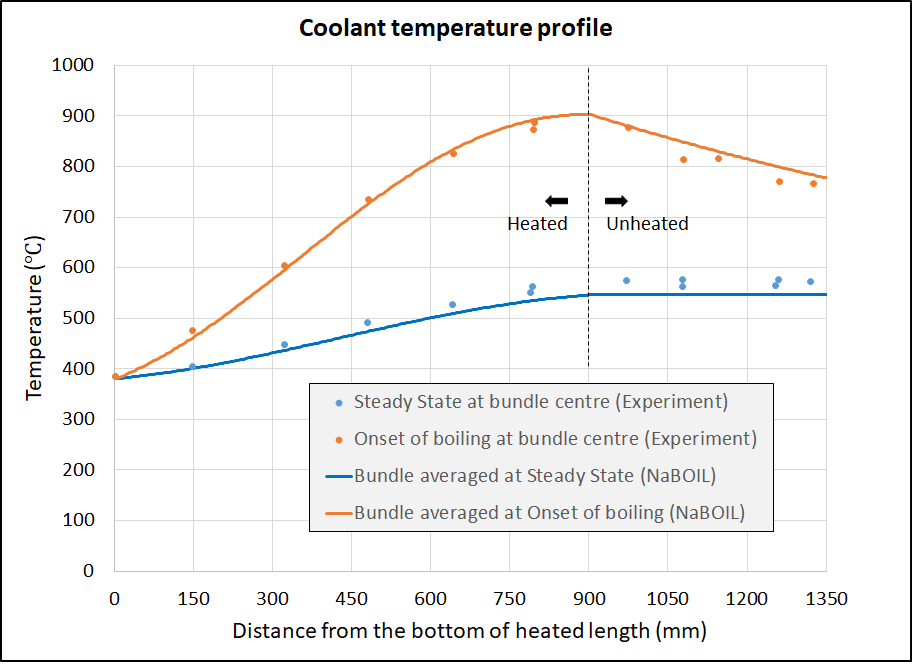 Coolant temperature profile
1000
900
800
700
600
500
400
300
200
100
0
Temperature (°C)
Heated
Unheated
Steady State at bundle centre (Experiment)
Onset of boiling at bundle centre (Experiment)
Bundle averaged at Steady State (NaBOIL)
Bundle averaged at Onset of boiling (NaBOIL)
0 150 300 450 600 750 900 1050 1200 1350
Distance from the bottom of heated length (mm)